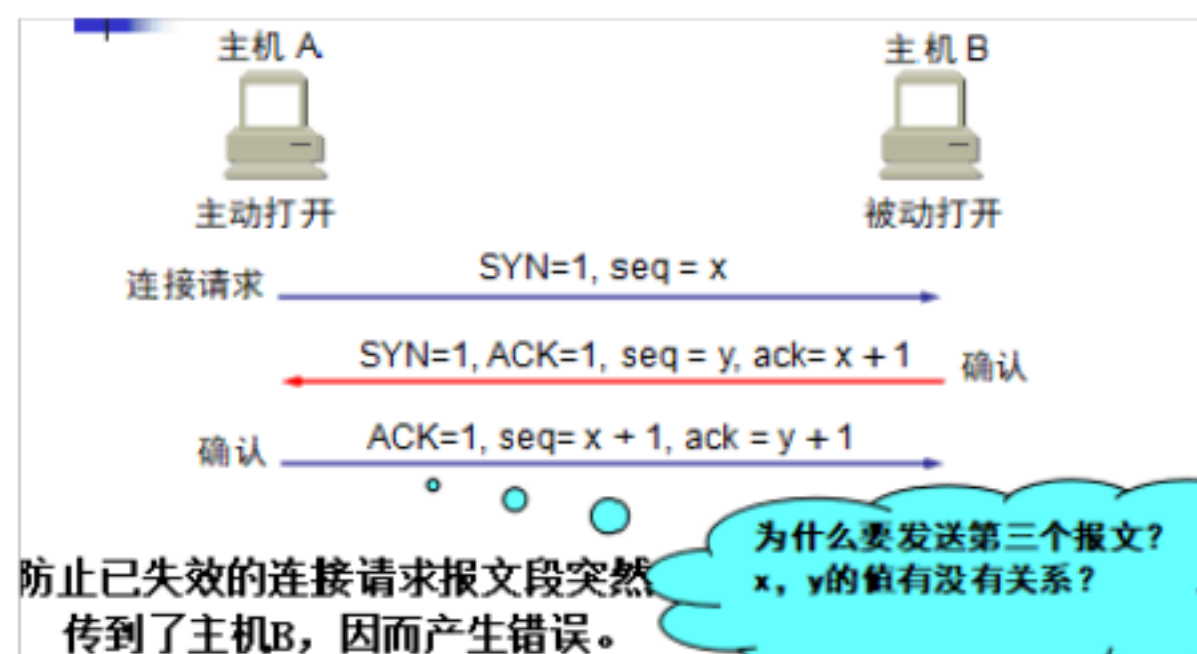 主机 A
主机 B
主动打开
被动打开
连接请求
SYN=1, seq = x
SYN=1, ACK=1, seq = y, ack= x + 1
确认
确认
ACK=1, seq= x + 1, ack = y + 1
为什么要发送第三个报文?
x，y的值有没有关系?
防止已失效的连接请求报文段突然
传到了主机B，因而产生错误。